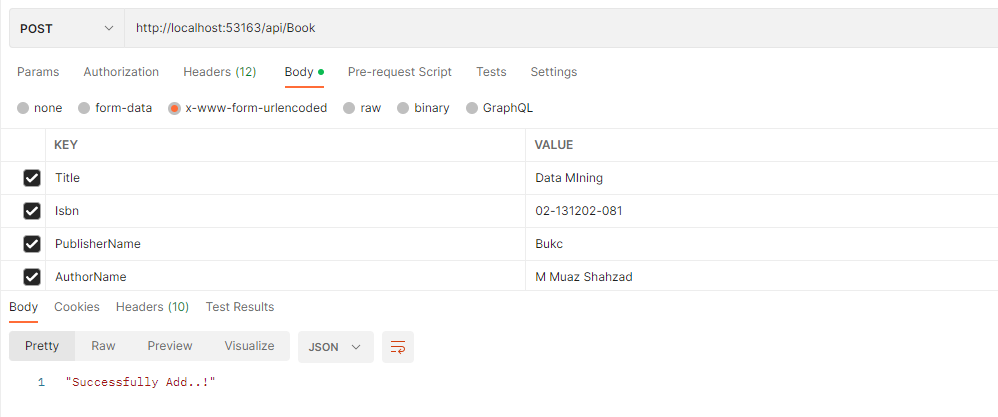 POST http://localhost:53163/api/Book
Params Authorization Headers (12) Body Pre-request Script Tests Settings
none form-data x-www-form-urlencoded raw binary GraphQL
KEY VALUE
Title Data MIning
Isbn 02-131202-081
PublisherName Bukc
AuthorName M Muaz Shahzad
Body Cookies Headers (10) Test Results
Pretty Raw Preview Visualize JSON
1 "Successfully Add..!"